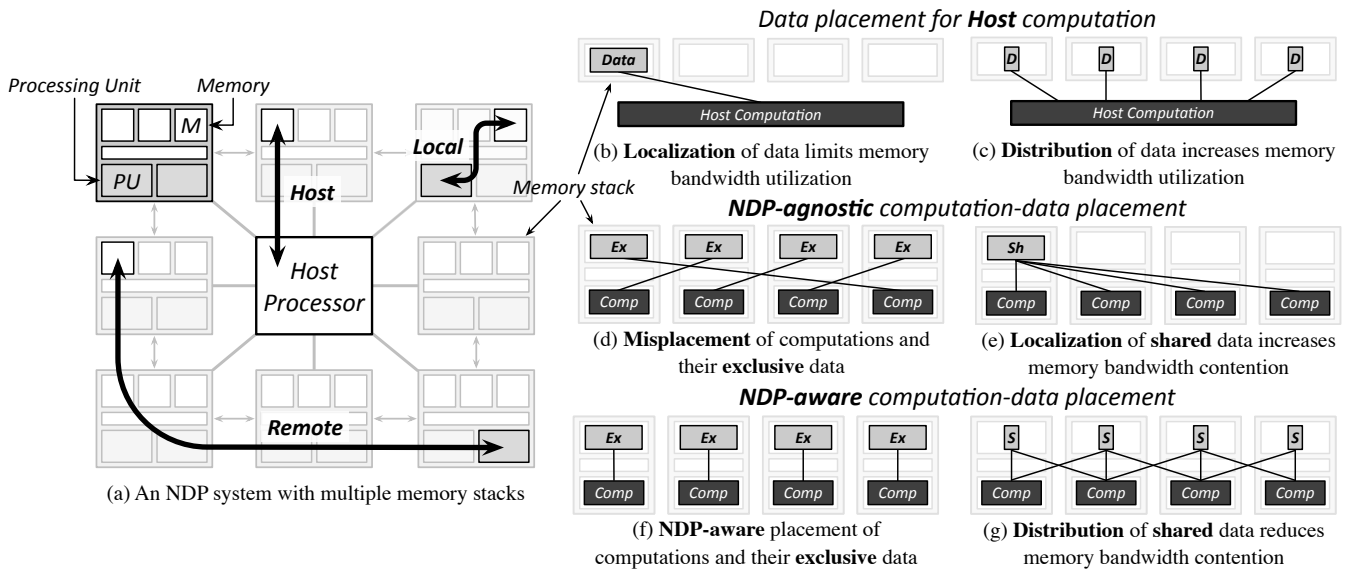 Processing Unit
Memory
M
PU
Host
Local
Memory stack
Host
Processor
Remote
(a) An NDP system with multiple memory stacks
Data placement for Host computation
Data
Host Computation
(b) Localization of data limits memory
bandwidth utilization
D D D D
Host Computation
(c) Distribution of data increases memory
bandwidth utilization
NDP-agnostic computation-data placement
Ex Ex Ex Ex
Comp Comp Comp Comp
(d) Misplacement of computations and
their exclusive data
Sh
Comp Comp Comp Comp
(e) Localization of shared data increases
memory bandwidth contention
NDP-aware computation-data placement
Ex Ex Ex Ex
Comp Comp Comp Comp
(f) NDP-aware placement of
computations and their exclusive data
S S S S
Comp Comp Comp Comp
(g) Distribution of shared data reduces
memory bandwidth contention